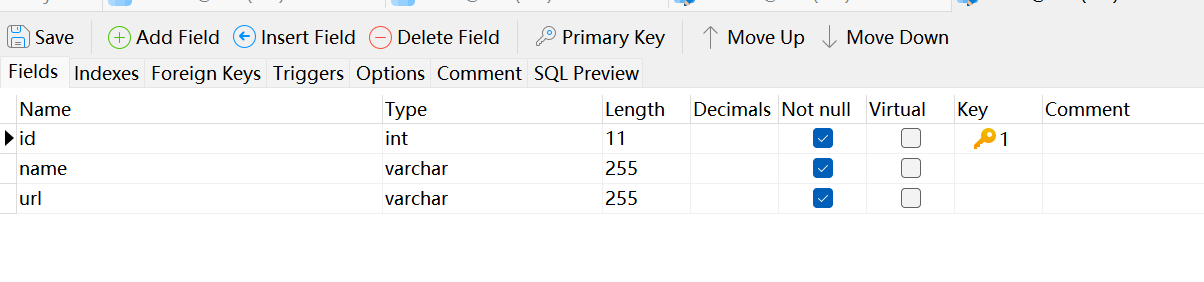 Save Add Field Insert Field Delete Field Primary Key Move Up Move Down
Fields Indexes Foreign Keys Triggers Options Comment SQL Preview
Name Type Length Decimals Not null Virtual Key Comment
id int 11 1
name varchar 255
url varchar 255